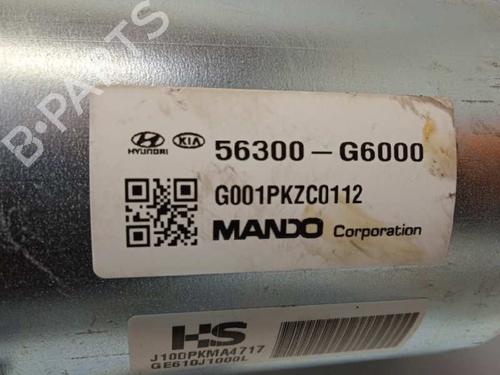 B-PARTS
HYUNDAI KIA 56300-G6000
G001PKZC0112
MANDO Corporation
HS
J100PKMA4717
GE610J1000L